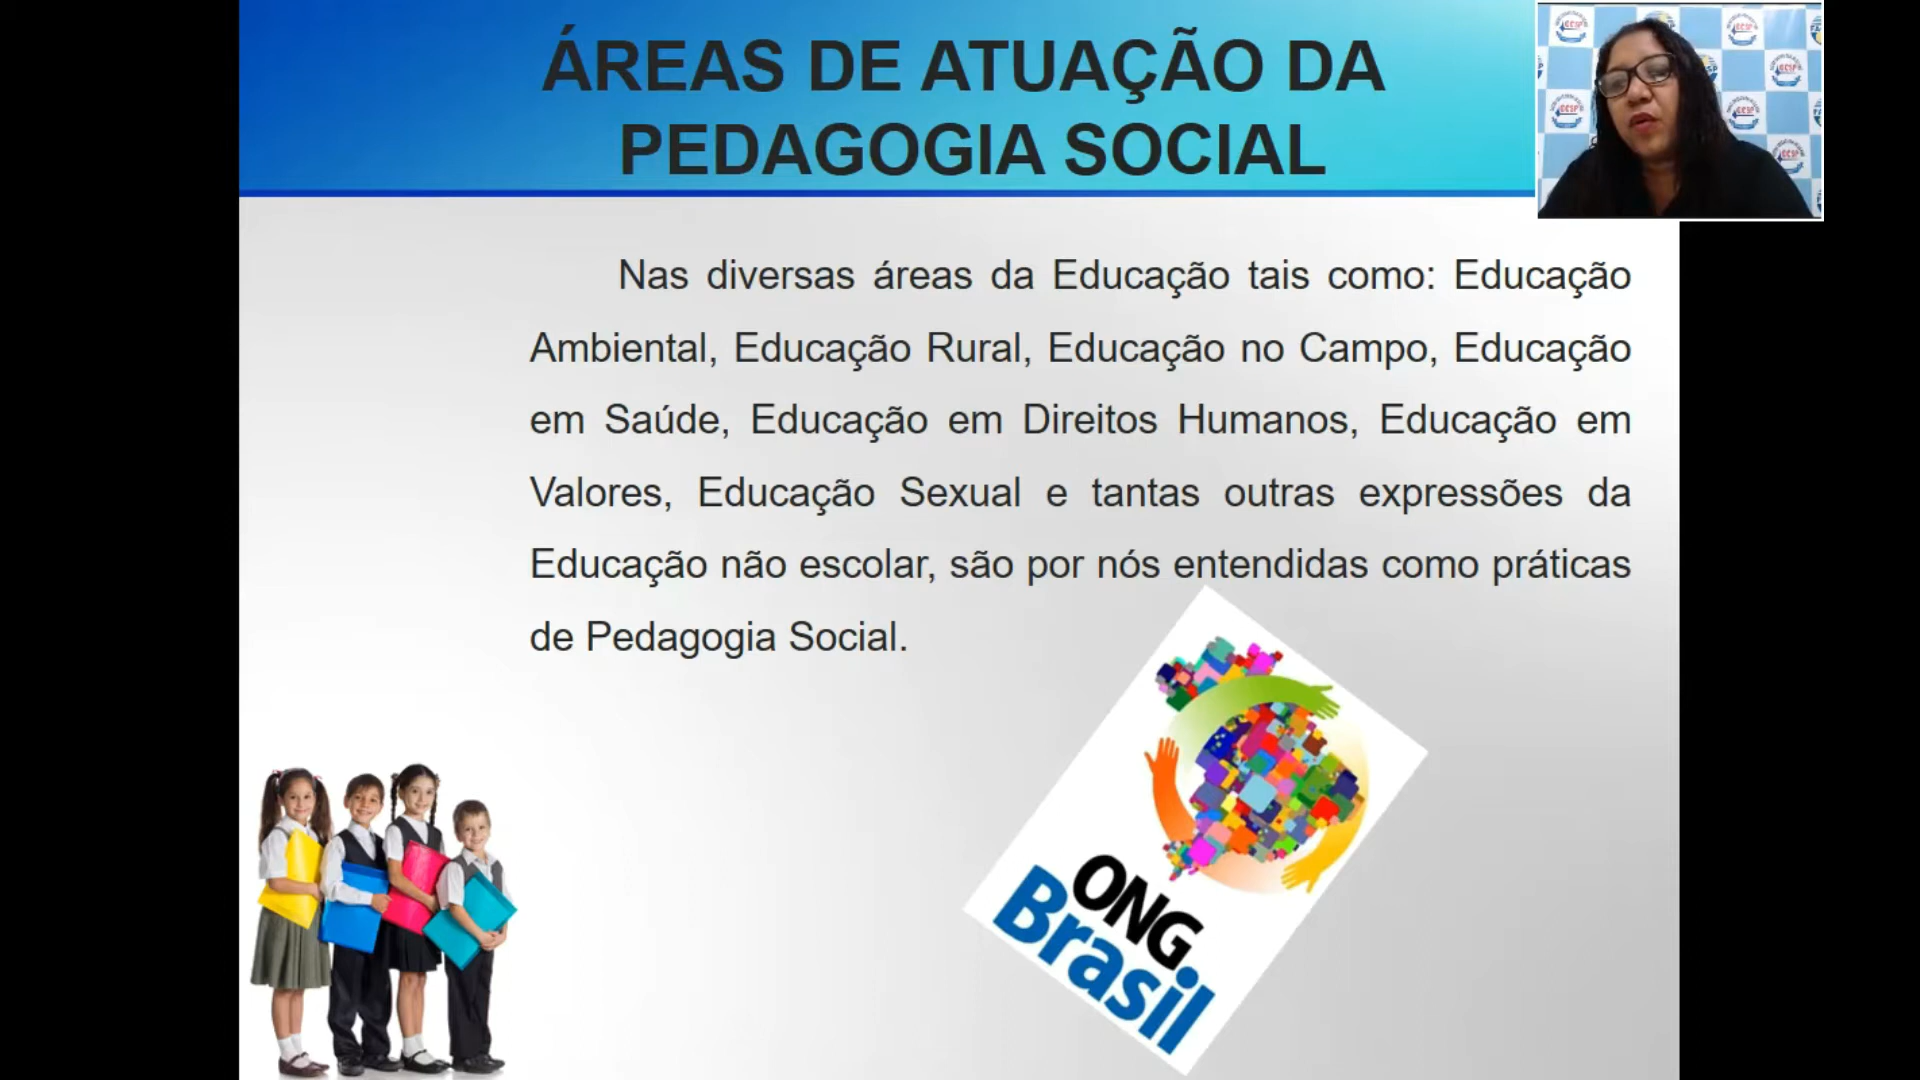 ÁREAS DE ATUAÇÃO DA
PEDAGOGIA SOCIAL
Nas diversas áreas da Educação tais como: Educação
Ambiental, Educação Rural, Educação no Campo, Educação
em Saúde, Educação em Direitos Humanos, Educação em
Valores, Educação Sexual e tantas outras expressões da
Educação não escolar, são por nós entendidas como práticas
de Pedagogia Social.
ONG
Brasil